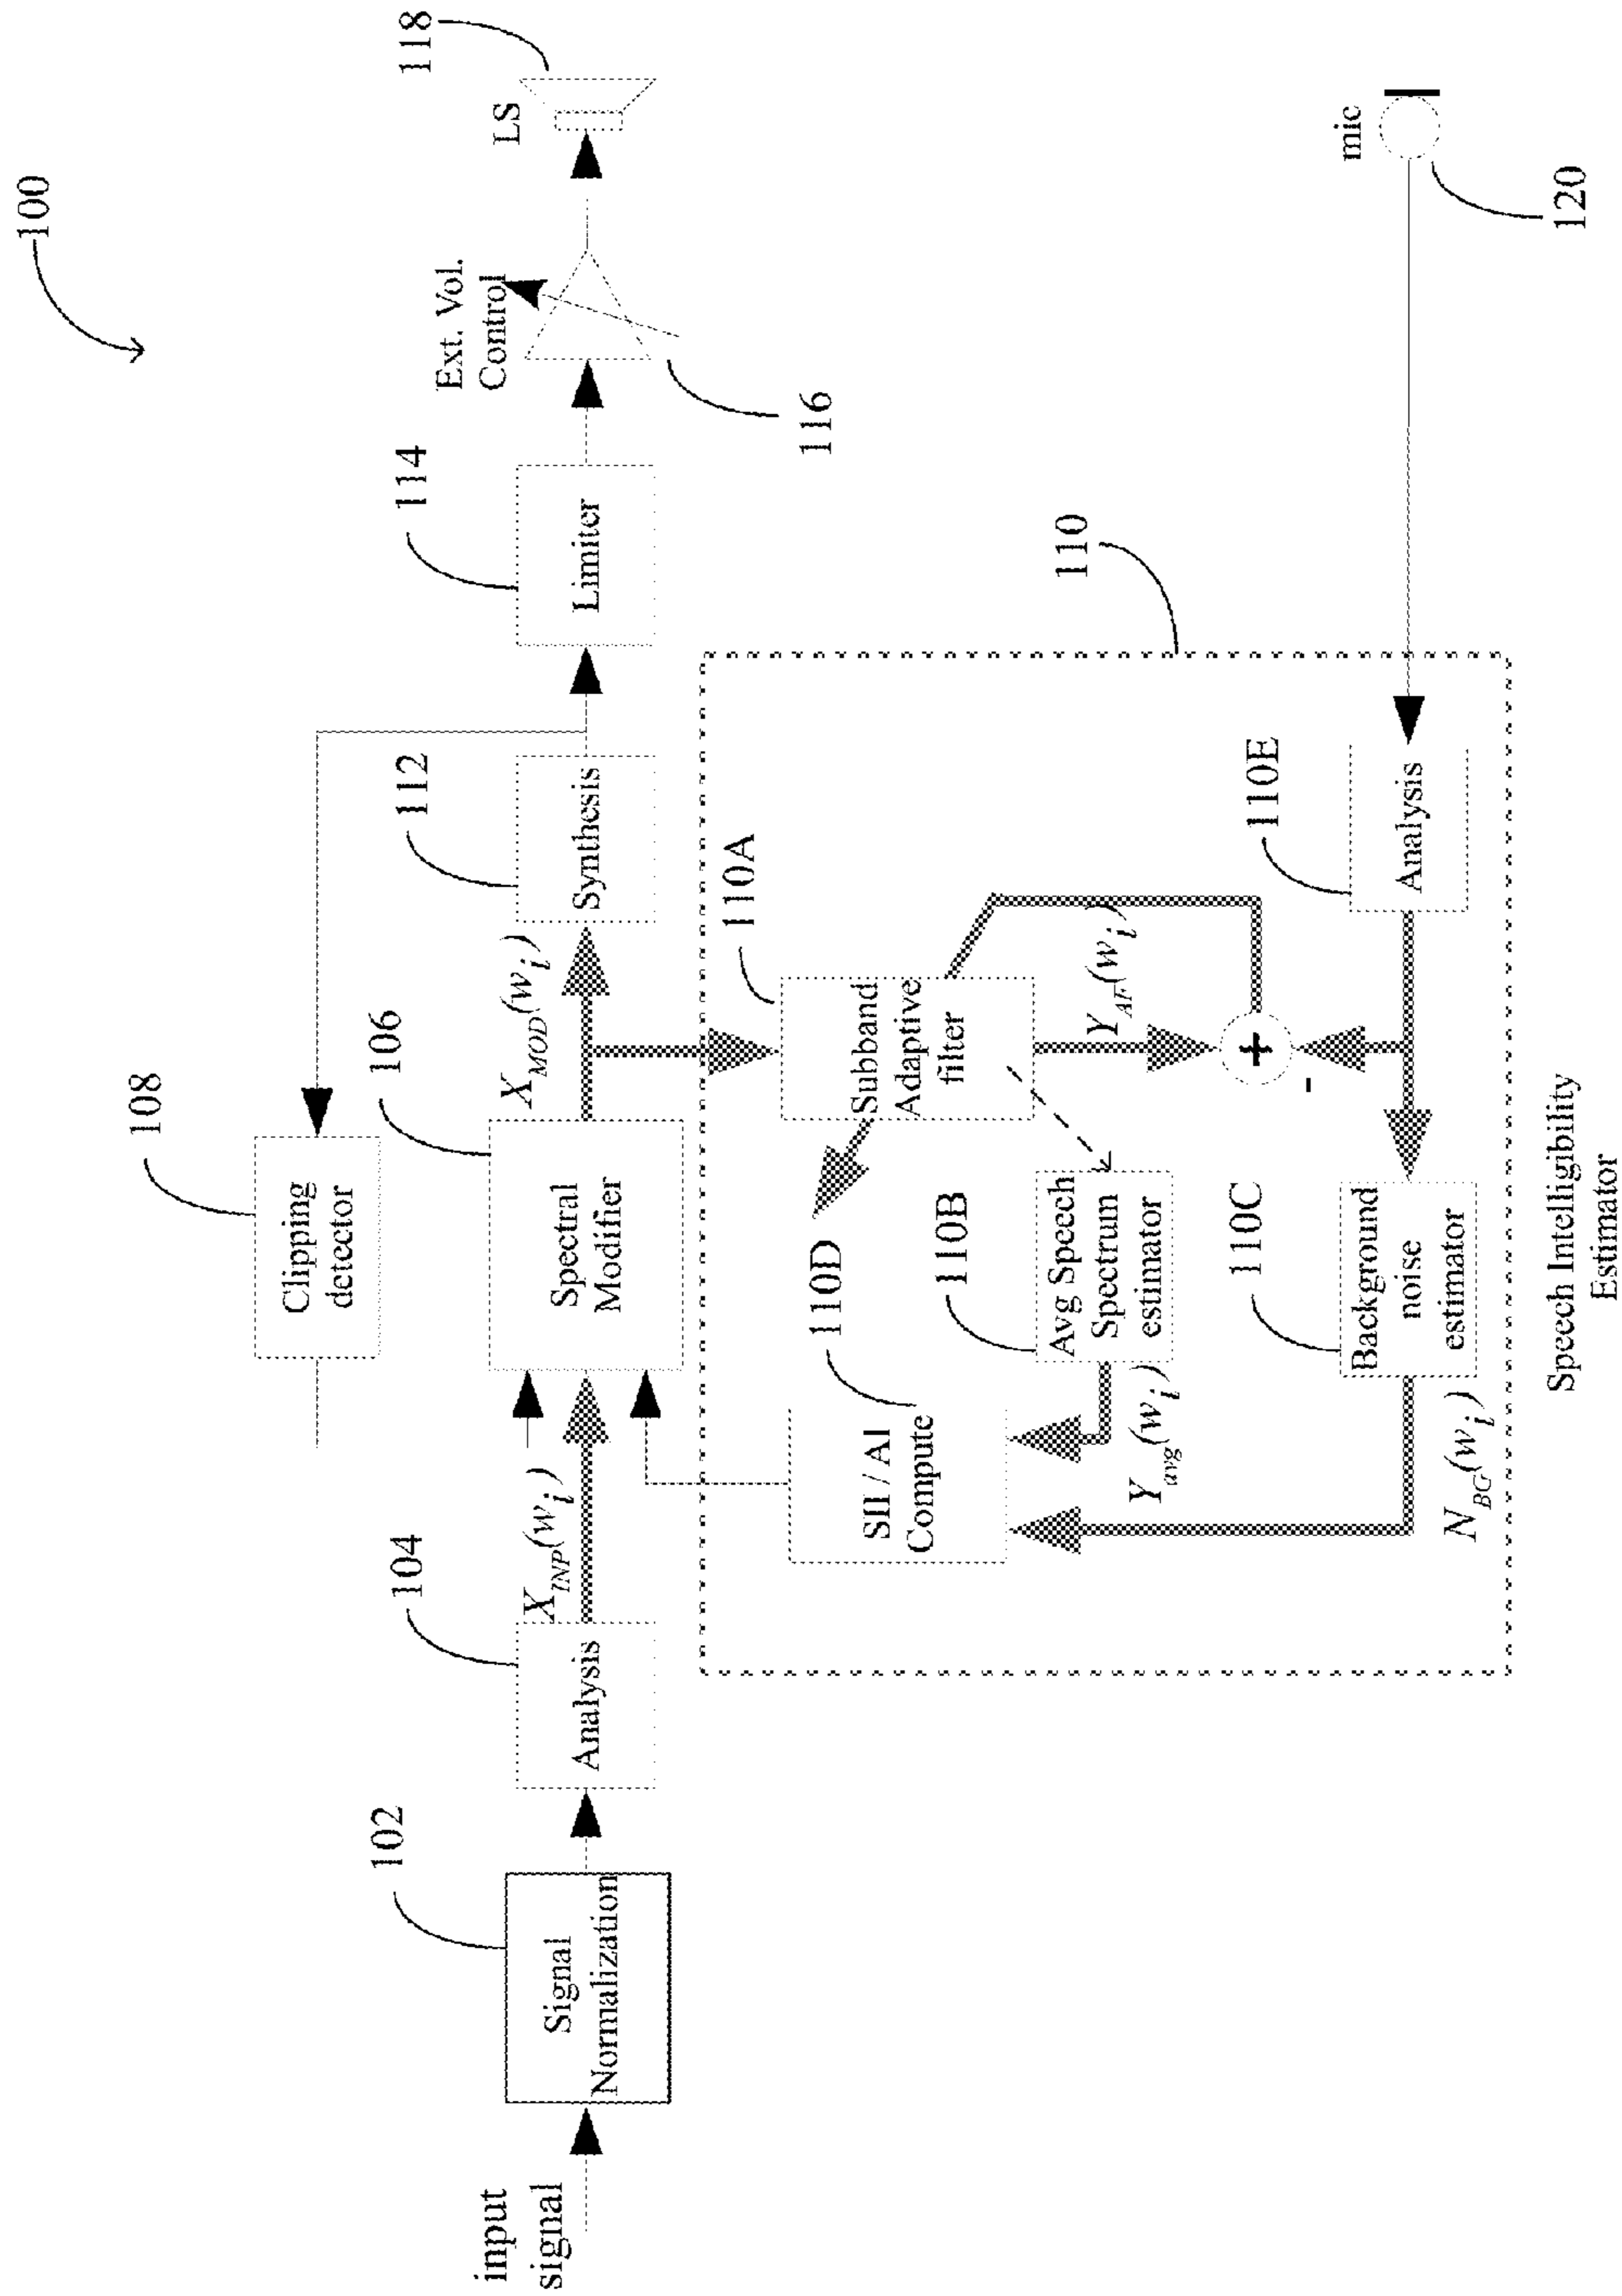 100
118
LS
Ext. Vol.
Control
116
114
Limiter
112
Synthesis
X_MOD(w_i)
106
Spectral
Modifier
108
Clipping
detector
X_INP(w_i)
104
Analysis
102
Signal
Normalization
input
signal
110
110A
Subband
Adaptive
filter
Y_AF(w_i)
+
-
110E
Analysis
mic
120
110D
SII / AI
Compute
110B
Avg Speech
Spectrum
estimator
Y_avg(w_i)
110C
Background
noise
estimator
N_BG(w_i)
Speech Intelligibility
Estimator